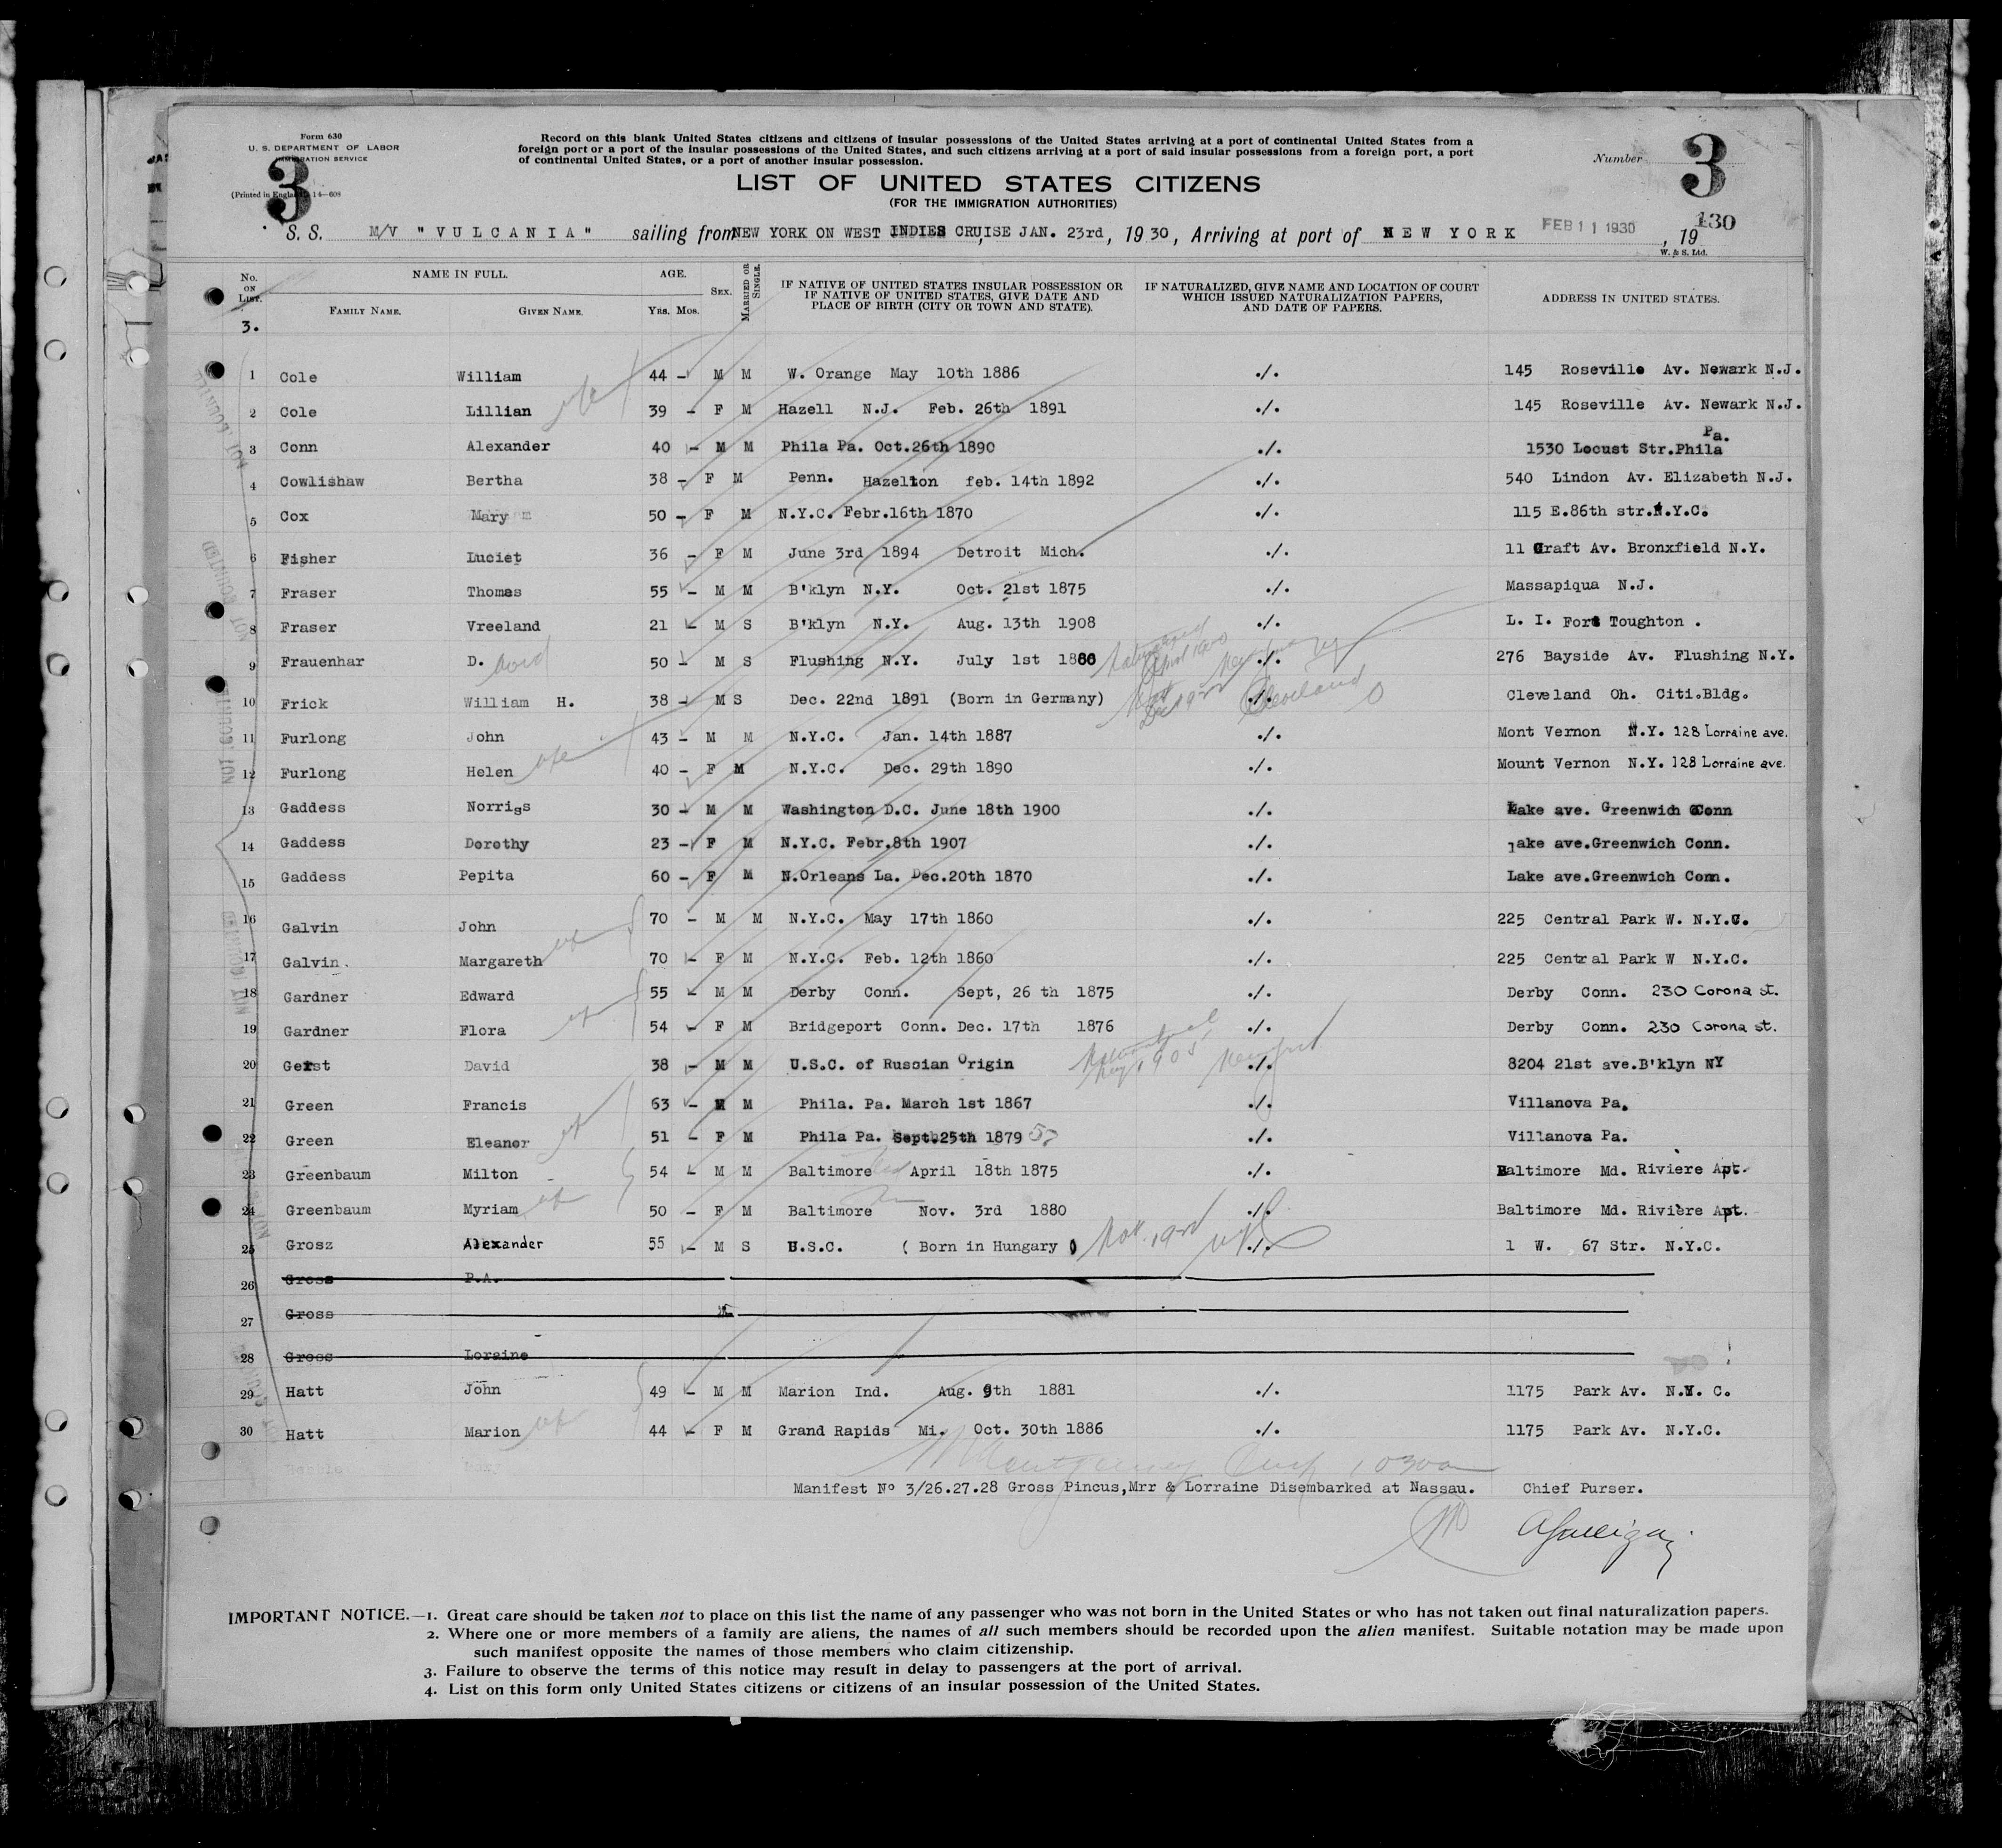 Form 630
U. S. DEPARTMENT OF LABOR
IMMIGRATION SERVICE
(Printed in England) 14—608
3
Record on this blank United States citizens and citizens of insular possessions of the United States arriving at a port of continental United States from a
foreign port or a port of the insular possessions of the United States, and such citizens arriving at a port of said insular possessions from a foreign port, a port
of continental United States, or a port of another insular possession.
Number 3
LIST OF UNITED STATES CITIZENS
(FOR THE IMMIGRATION AUTHORITIES)
S. S. M/V "VULCANIA" sailing from NEW YORK ON WEST INDIES CRUISE JAN. 23rd, 1930, Arriving at port of NEW YORK FEB 11 1930, 19 130
W. & S. Ltd.
No. ON LIST. NAME IN FULL. AGE. SEX. MARRIED OR SINGLE. IF NATIVE OF UNITED STATES INSULAR POSSESSION OR IF NATIVE OF UNITED STATES, GIVE DATE AND PLACE OF BIRTH (CITY OR TOWN AND STATE). IF NATURALIZED, GIVE NAME AND LOCATION OF COURT WHICH ISSUED NATURALIZATION PAPERS, AND DATE OF PAPERS. ADDRESS IN UNITED STATES.
3. FAMILY NAME. GIVEN NAME. YRS. MOS.
1 Cole William 44 - M M W. Orange May 10th 1886 ./. 145 Roseville Av. Newark N.J.
2 Cole Lillian 39 - F M Hazell N.J. Feb. 26th 1891 ./. 145 Roseville Av. Newark N.J.
3 Conn Alexander 40 - M M Phila Pa. Oct.26th 1890 ./. 1530 Locust Str.Phila Pa.
4 Cowlishaw Bertha 38 - F M Penn. Hazelton feb. 14th 1892 ./. 540 Lindon Av. Elizabeth N.J.
5 Cox Mary 50 - F M N.Y.C. Febr.16th 1870 ./. 115 E.86th str.N.Y.C.
6 Fisher Luciet 36 - F M June 3rd 1894 Detroit Mich. ./. 11 Craft Av. Bronxfield N.Y.
7 Fraser Thomas 55 - M M B'klyn N.Y. Oct. 21st 1875 ./. Massapiqua N.J.
8 Fraser Vreeland 21 - M S B'klyn N.Y. Aug. 13th 1908 ./. L. I. Fort Toughton .
9 Frauenhar D. avid 50 - M S Flushing N.Y. July 1st 1880 ./. 276 Bayside Av. Flushing N.Y.
10 Frick William H. 38 - M S Dec. 22nd 1891 (Born in Germany) ./. Cleveland O Cleveland Oh. Citi.Bldg.
11 Furlong John 43 - M M N.Y.C. Jan. 14th 1887 ./. Mont Vernon N.Y. 128 Lorraine ave.
12 Furlong Helen 40 - F M N.Y.C. Dec. 29th 1890 ./. Mount Vernon N.Y. 128 Lorraine ave.
13 Gaddess Norriss 30 - M M Washington D.C. June 18th 1900 ./. Lake ave. Greenwich Conn
14 Gaddess Dorothy 23 - F M N.Y.C. Febr.8th 1907 ./. lake ave.Greenwich Conn.
15 Gaddess Pepita 60 - F M N.Orleans La. Dec.20th 1870 ./. Lake ave.Greenwich Conn.
16 Galvin John 70 - M M N.Y.C. May 17th 1860 ./. 225 Central Park W. N.Y.C.
17 Galvin. Margareth 70 - F M N.Y.C. Feb. 12th 1860 ./. 225 Central Park W N.Y.C.
18 Gardner Edward 55 - M M Derby Conn. Sept, 26 th 1875 ./. Derby Conn. 230 Corona st.
19 Gardner Flora 54 - F M Bridgeport Conn. Dec. 17th 1876 ./. Derby Conn. 230 Corona st.
20 Gerst David 38 - M M U.S.C. of Russian Origin 1905 ./. 8204 21st ave.B'klyn NY
21 Green Francis 63 - M M Phila. Pa. March 1st 1867 ./. Villanova Pa.
22 Green Eleanor 51 - F M Phila Pa. Sept.25th 1879 ./. Villanova Pa.
23 Greenbaum Milton 54 - M M Baltimore April 18th 1875 ./. Baltimore Md. Rivière Apt.
24 Greenbaum Myriam 50 - F M Baltimore Nov. 3rd 1880 ./. Baltimore Md. Rivière Apt.
25 Grosz Alexander 55 - M S U.S.C. ( Born in Hungary ) ./. 1 W. 67 Str. N.Y.C.
26 Gross P.A.
27 Gross
28 Gross Loraine
29 Hatt John 49 - M M Marion Ind. Aug. 9th 1881 ./. 1175 Park Av. N.Y. C.
30 Hatt Marion 44 - F M Grand Rapids Mi. Oct. 30th 1886 ./. 1175 Park Av. N.Y.C.
Manifest Nº 3/26.27.28 Gross Pincus,Mrr & Lorraine Disembarked at Nassau. Chief Purser.
IMPORTANT NOTICE.—1. Great care should be taken not to place on this list the name of any passenger who was not born in the United States or who has not taken out final naturalization papers.
2. Where one or more members of a family are aliens, the names of all such members should be recorded upon the alien manifest. Suitable notation may be made upon
such manifest opposite the names of those members who claim citizenship.
3. Failure to observe the terms of this notice may result in delay to passengers at the port of arrival.
4. List on this form only United States citizens or citizens of an insular possession of the United States.